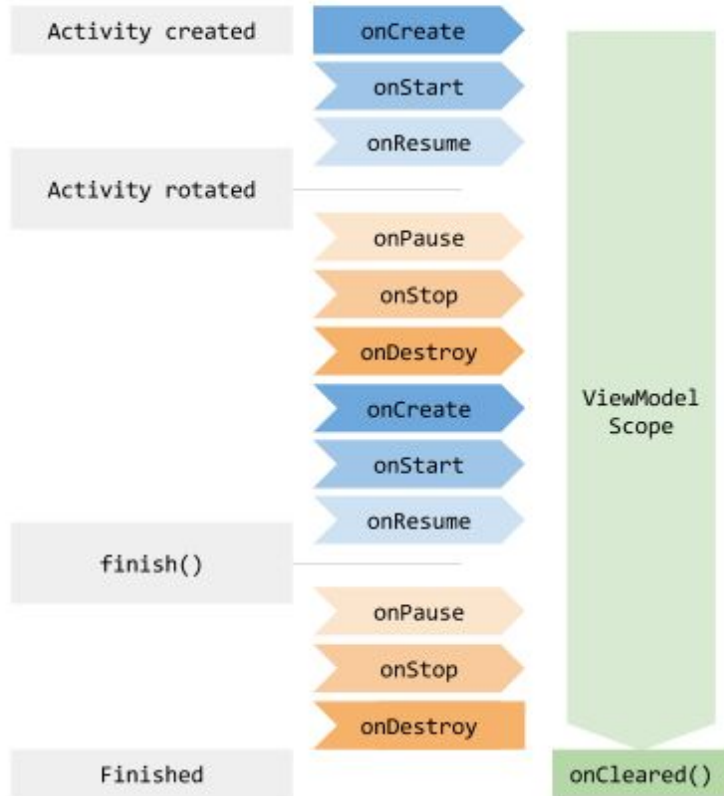 Activity created
onCreate
onStart
onResume
Activity rotated
onPause
onStop
onDestroy
onCreate
onStart
onResume
finish()
onPause
onStop
onDestroy
Finished
ViewModel
Scope
onCleared()